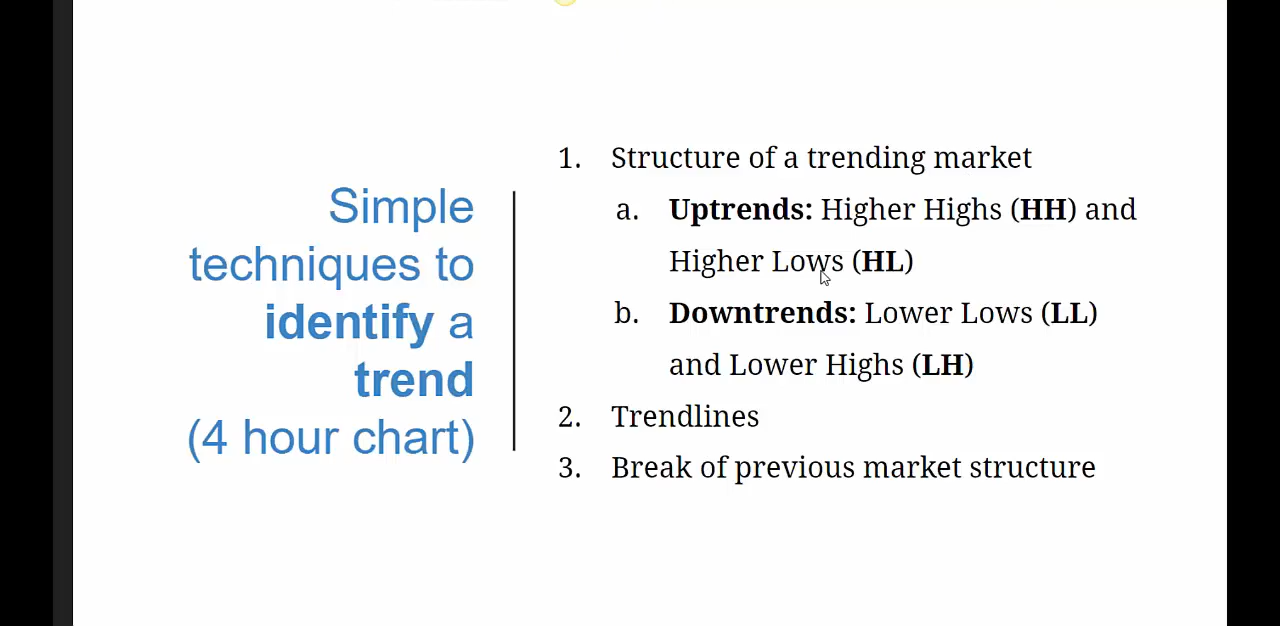 Simple
techniques to
identify a
trend
(4 hour chart)
1. Structure of a trending market
a. Uptrends: Higher Highs (HH) and
Higher Lows (HL)
b. Downtrends: Lower Lows (LL)
and Lower Highs (LH)
2. Trendlines
3. Break of previous market structure